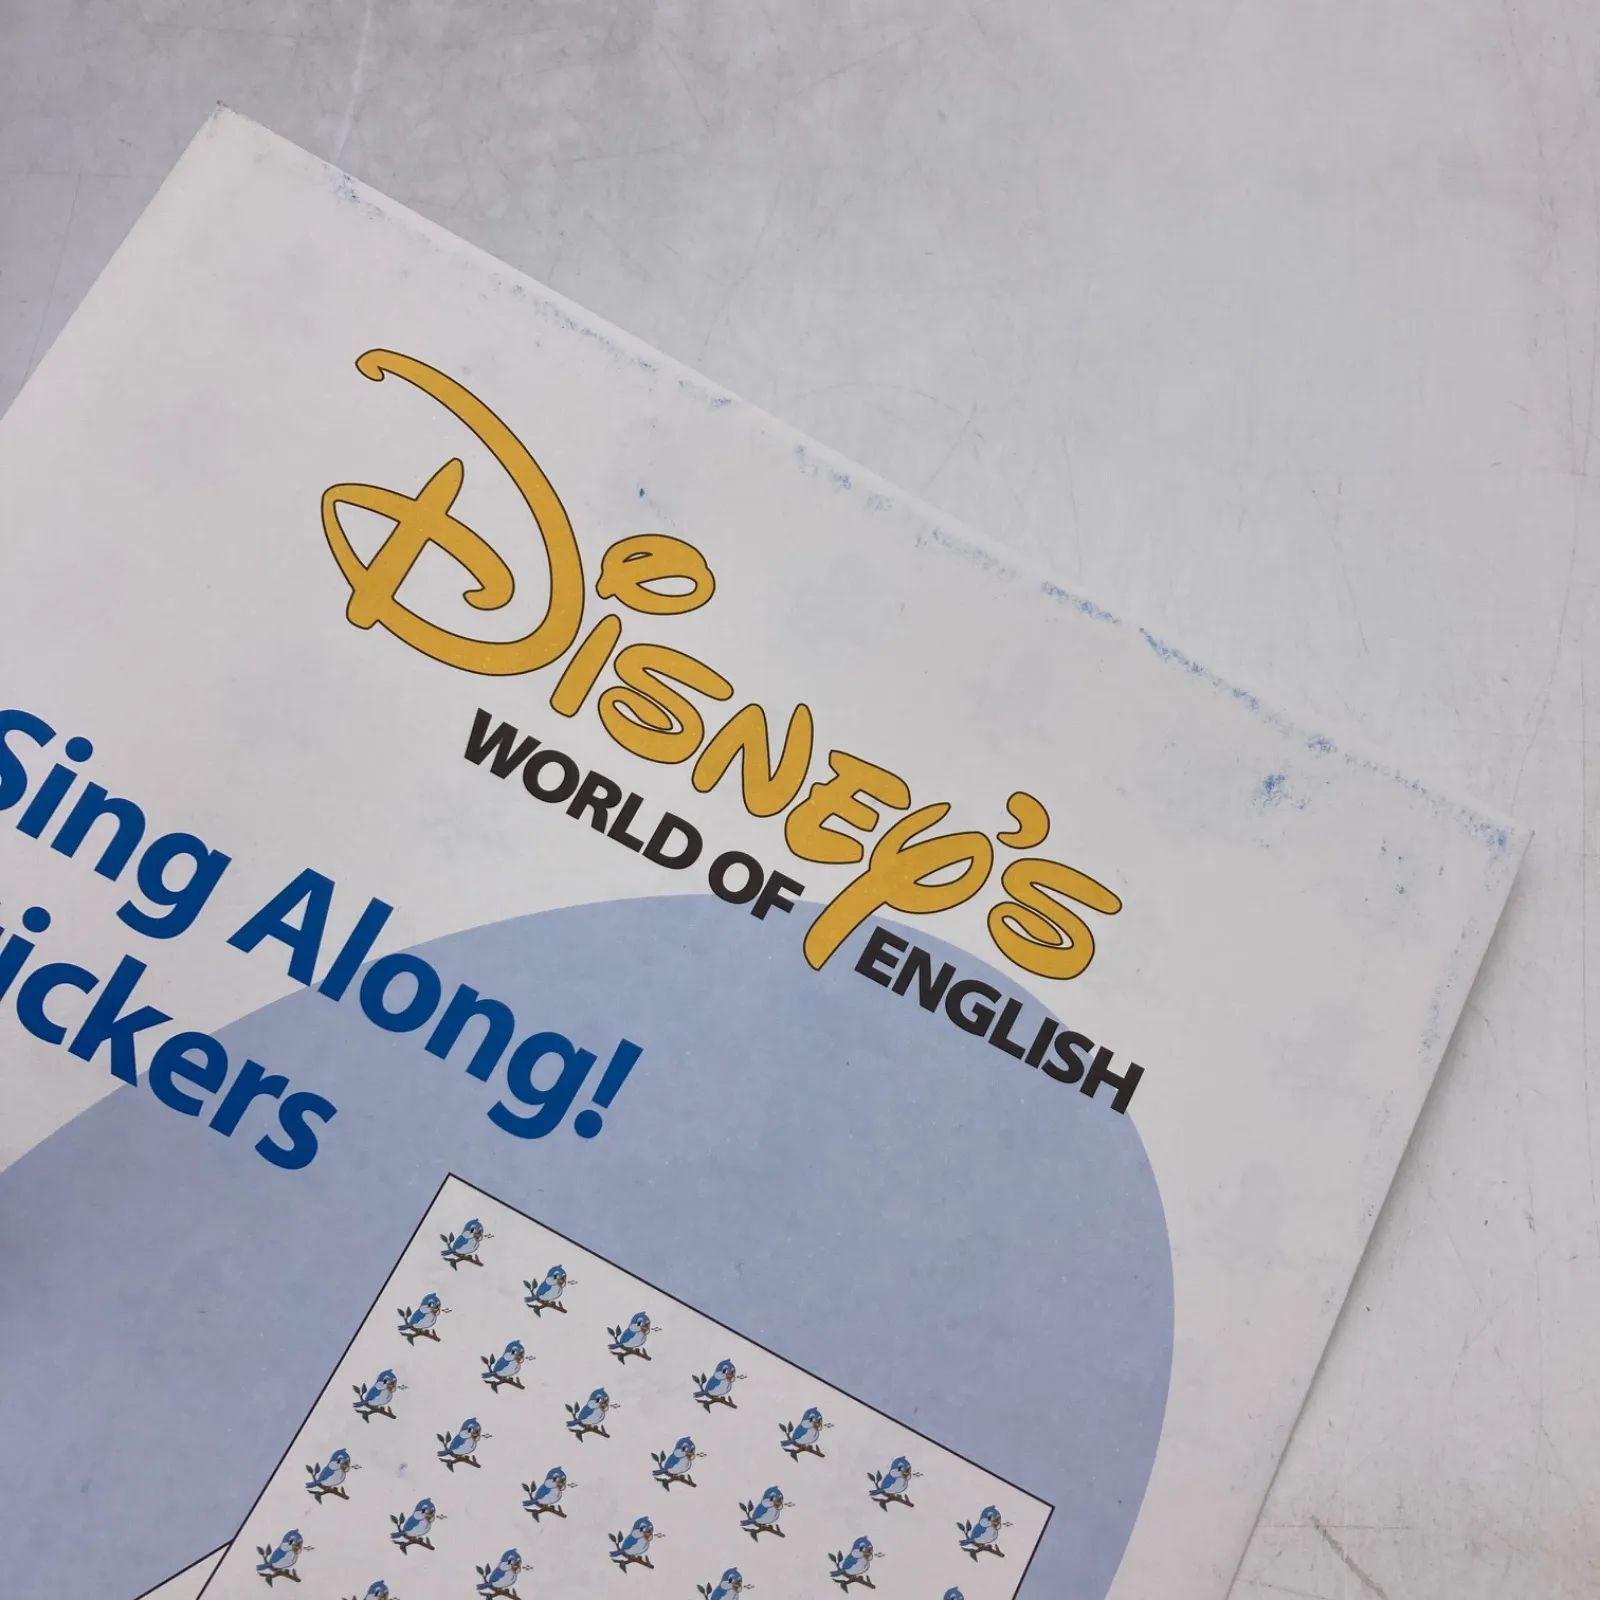 Disney's
WORLD OF ENGLISH
Sing Along!
ickers